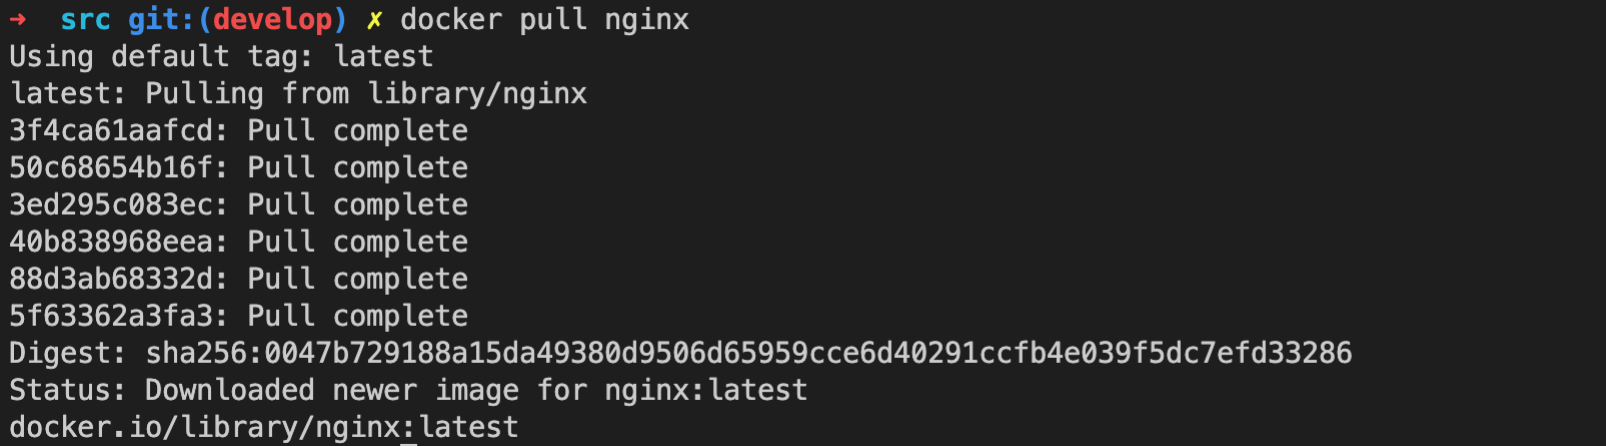 ➜  src git:(develop) ✗ docker pull nginx
Using default tag: latest
latest: Pulling from library/nginx
3f4ca61aafcd: Pull complete
50c68654b16f: Pull complete
3ed295c083ec: Pull complete
40b838968eea: Pull complete
88d3ab68332d: Pull complete
5f63362a3fa3: Pull complete
Digest: sha256:0047b729188a15da49380d9506d65959cce6d40291ccfb4e039f5dc7efd33286
Status: Downloaded newer image for nginx:latest
docker.io/library/nginx:latest